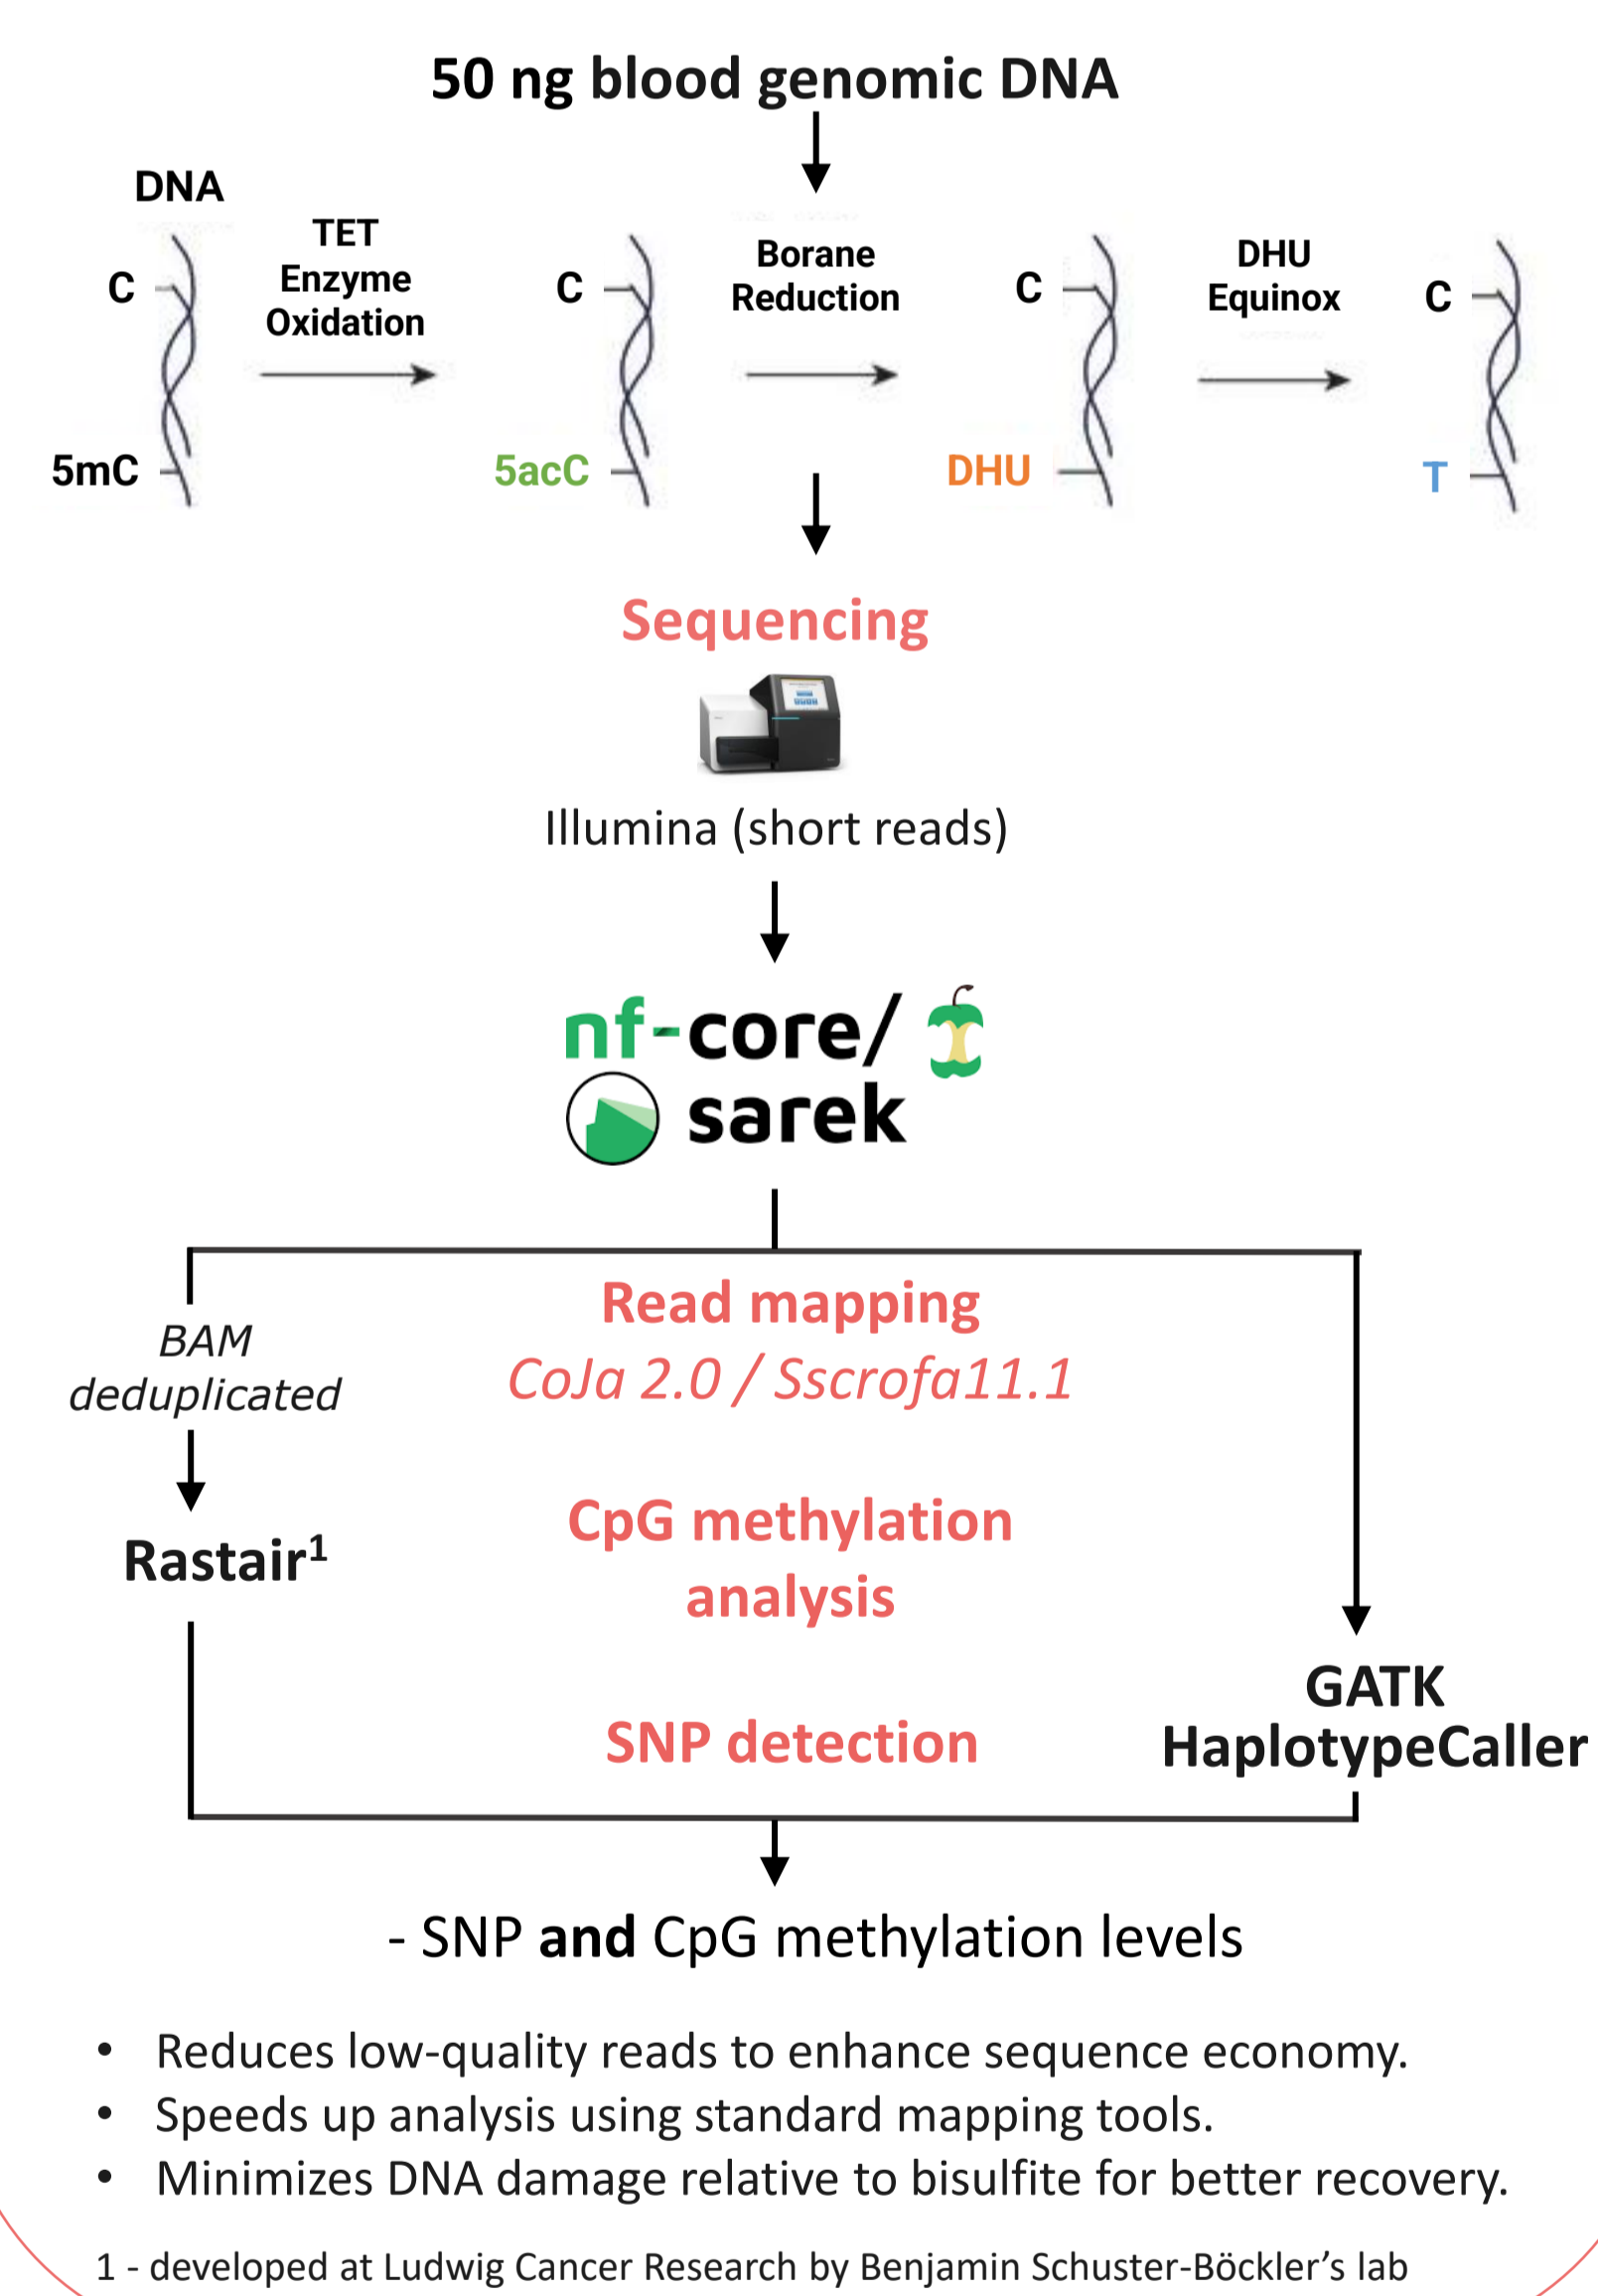 50 ng blood genomic DNA
DNA
TET
Enzyme
Oxidation
Borane
Reduction
DHU
Equinox
C
C
C
C
5mC
5acC
DHU
T
Sequencing
Illumina (short reads)
nf-core/
sarek
Read mapping
CoJa 2.0 / Sscrofa11.1
BAM
deduplicated
CpG methylation
analysis
Rastair¹
GATK
HaplotypeCaller
SNP detection
- SNP and CpG methylation levels
• Reduces low-quality reads to enhance sequence economy.
• Speeds up analysis using standard mapping tools.
• Minimizes DNA damage relative to bisulfite for better recovery.
1 - developed at Ludwig Cancer Research by Benjamin Schuster-Böckler’s lab